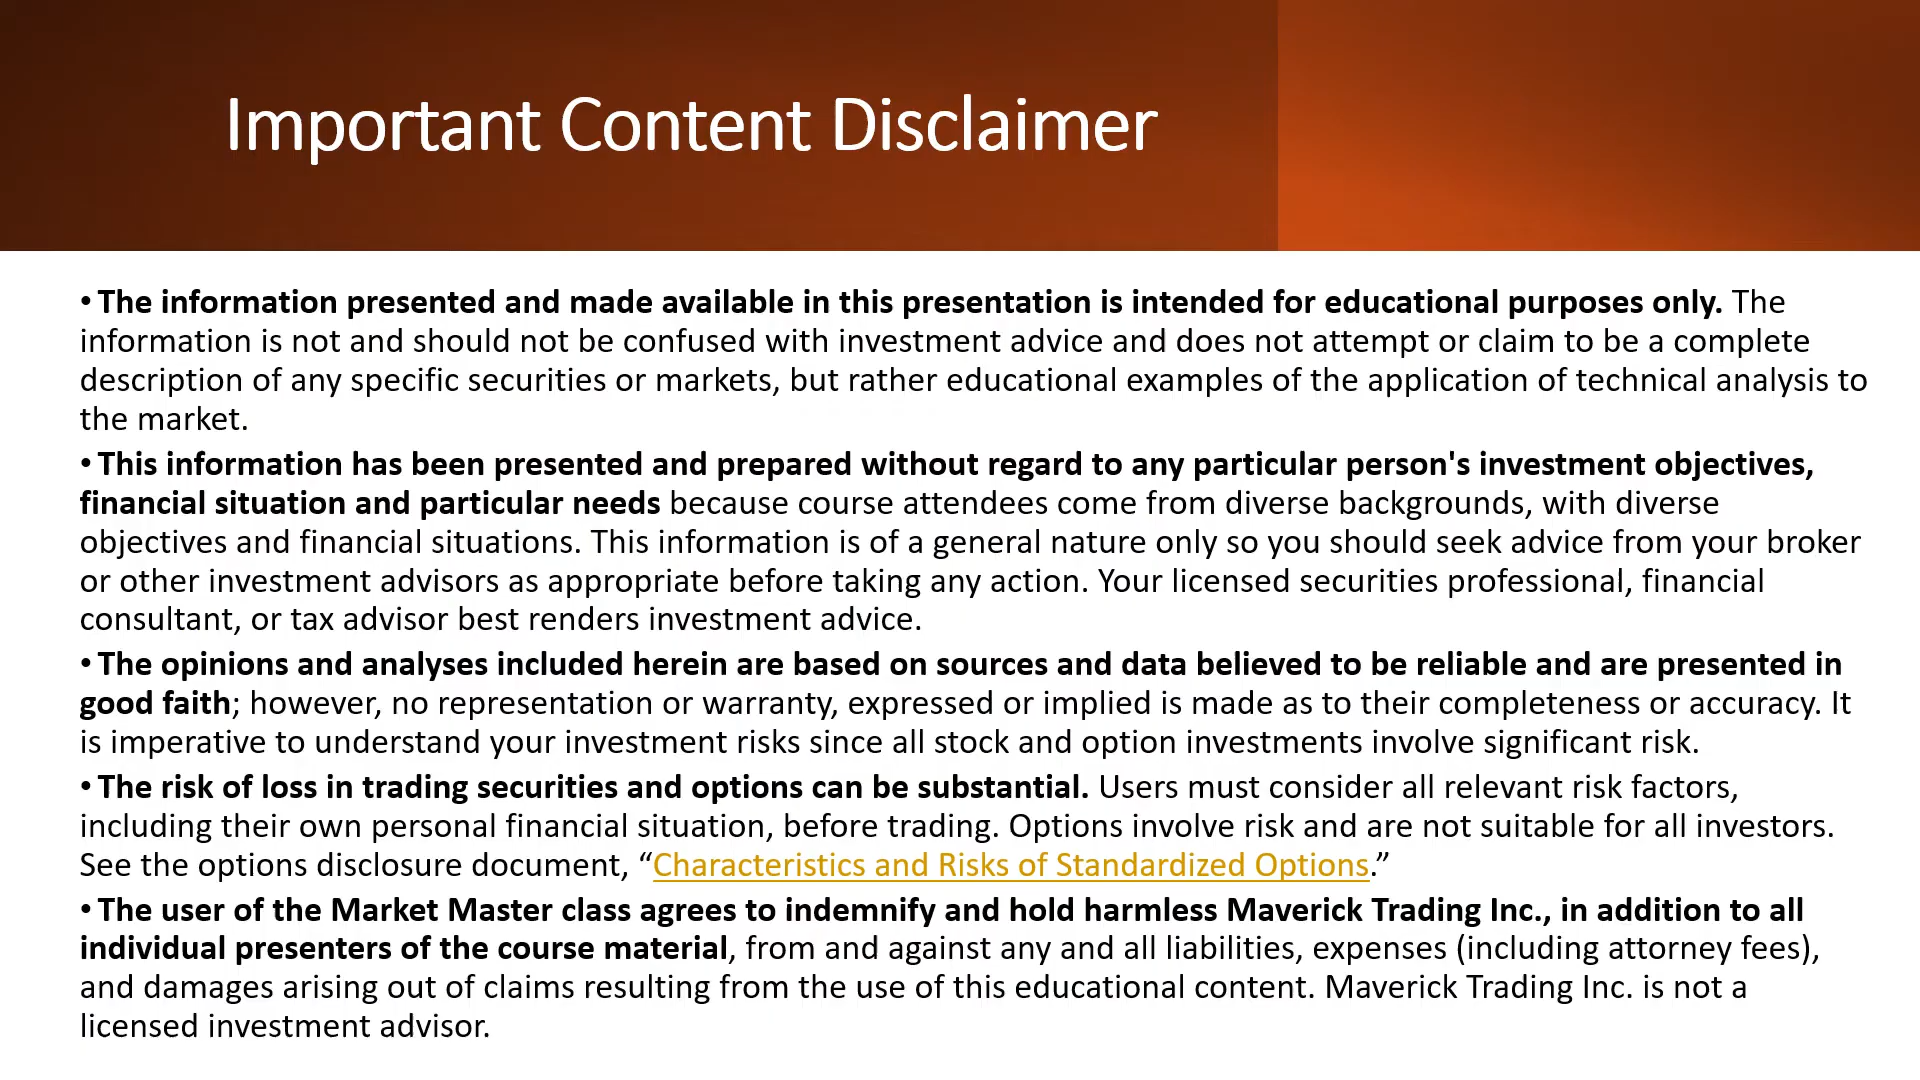 Important Content Disclaimer
• The information presented and made available in this presentation is intended for educational purposes only. The
information is not and should not be confused with investment advice and does not attempt or claim to be a complete
description of any specific securities or markets, but rather educational examples of the application of technical analysis to
the market.
• This information has been presented and prepared without regard to any particular person's investment objectives,
financial situation and particular needs because course attendees come from diverse backgrounds, with diverse
objectives and financial situations. This information is of a general nature only so you should seek advice from your broker
or other investment advisors as appropriate before taking any action. Your licensed securities professional, financial
consultant, or tax advisor best renders investment advice.
• The opinions and analyses included herein are based on sources and data believed to be reliable and are presented in
good faith; however, no representation or warranty, expressed or implied is made as to their completeness or accuracy. It
is imperative to understand your investment risks since all stock and option investments involve significant risk.
• The risk of loss in trading securities and options can be substantial. Users must consider all relevant risk factors,
including their own personal financial situation, before trading. Options involve risk and are not suitable for all investors.
See the options disclosure document, “Characteristics and Risks of Standardized Options.”
• The user of the Market Master class agrees to indemnify and hold harmless Maverick Trading Inc., in addition to all
individual presenters of the course material, from and against any and all liabilities, expenses (including attorney fees),
and damages arising out of claims resulting from the use of this educational content. Maverick Trading Inc. is not a
licensed investment advisor.